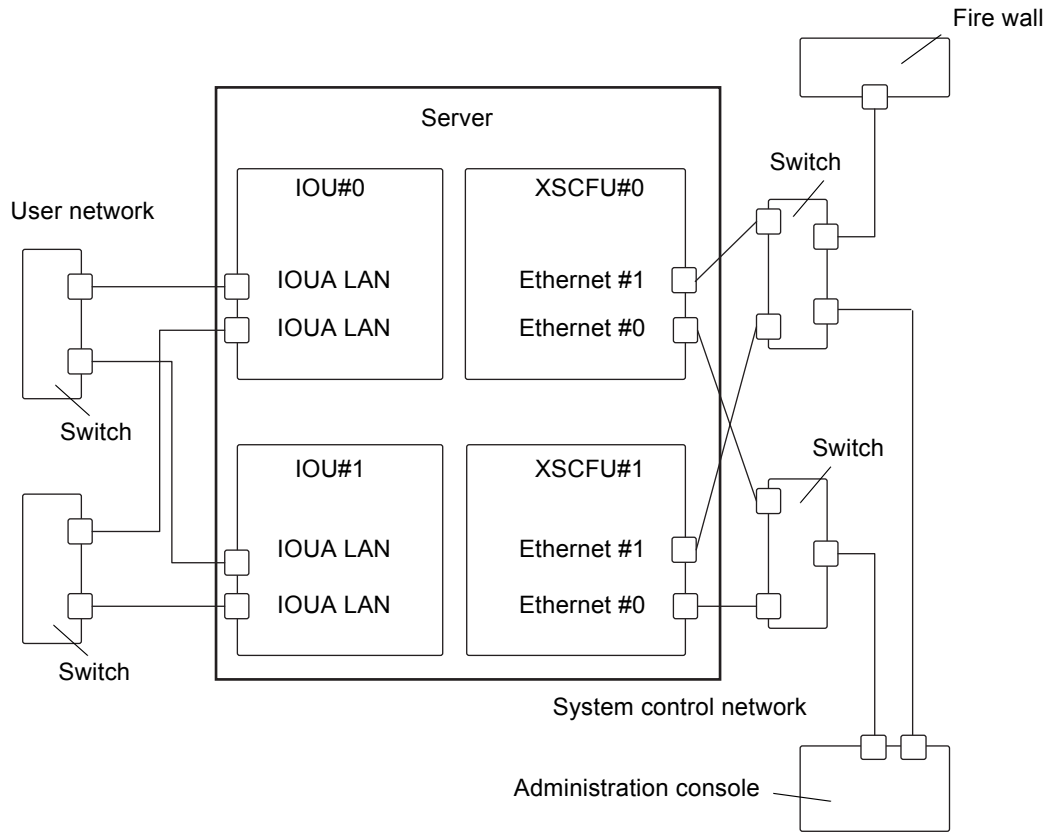 Fire wall
Server
Switch
IOU#0
XSCFU#0
User network
IOUA LAN
Ethernet #1
IOUA LAN
Ethernet #0
Switch
Switch
IOU#1
XSCFU#1
IOUA LAN
Ethernet #1
IOUA LAN
Ethernet #0
Switch
System control network
Administration console